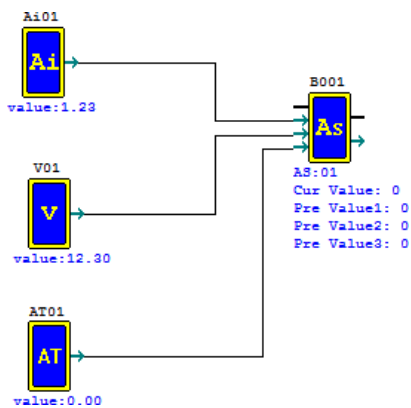 Ai01
Ai
value:1.23
B001
As
AS:01
Cur Value: 0
Pre Value1: 0
Pre Value2: 0
Pre Value3: 0
V01
V
value:12.30
AT01
AT
value:0.00